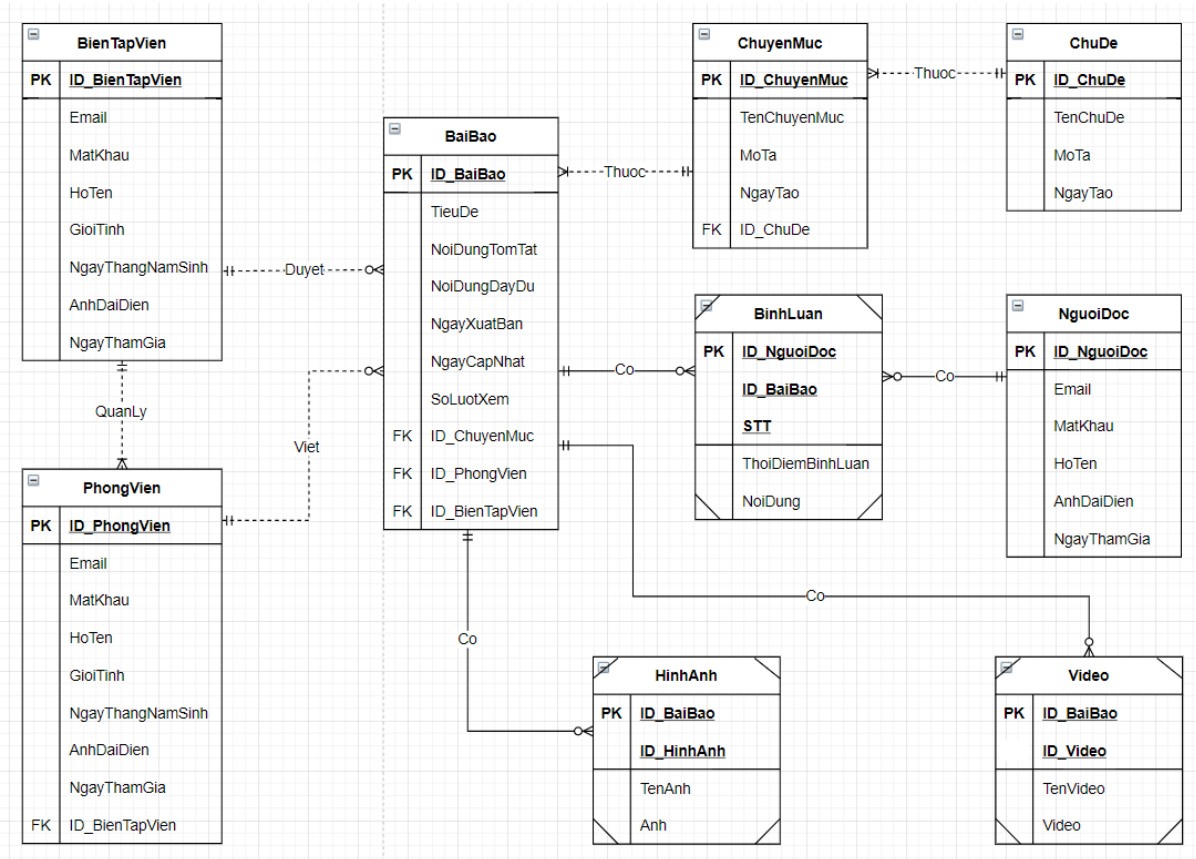 BienTapVien
PK ID_BienTapVien
Email
MatKhau
HoTen
GioiTinh
NgayThangNamSinh
AnhDaiDien
NgayThamGia
QuanLy
PhongVien
PK ID_PhongVien
Email
MatKhau
HoTen
GioiTinh
NgayThangNamSinh
AnhDaiDien
NgayThamGia
FK ID_BienTapVien
Duyet
Viet
BaiBao
PK ID_BaiBao
TieuDe
NoiDungTomTat
NoiDungDayDu
NgayXuatBan
NgayCapNhat
SoLuotXem
FK ID_ChuyenMuc
FK ID_PhongVien
FK ID_BienTapVien
Thuoc
ChuyenMuc
PK ID_ChuyenMuc
TenChuyenMuc
MoTa
NgayTao
FK ID_ChuDe
Thuoc
ChuDe
PK ID_ChuDe
TenChuDe
MoTa
NgayTao
Co
BinhLuan
PK ID_NguoiDoc
ID_BaiBao
STT
ThoiDiemBinhLuan
NoiDung
Co
NguoiDoc
PK ID_NguoiDoc
Email
MatKhau
HoTen
AnhDaiDien
NgayThamGia
Co
Co
HinhAnh
PK ID_BaiBao
ID_HinhAnh
TenAnh
Anh
Video
PK ID_BaiBao
ID_Video
TenVideo
Video